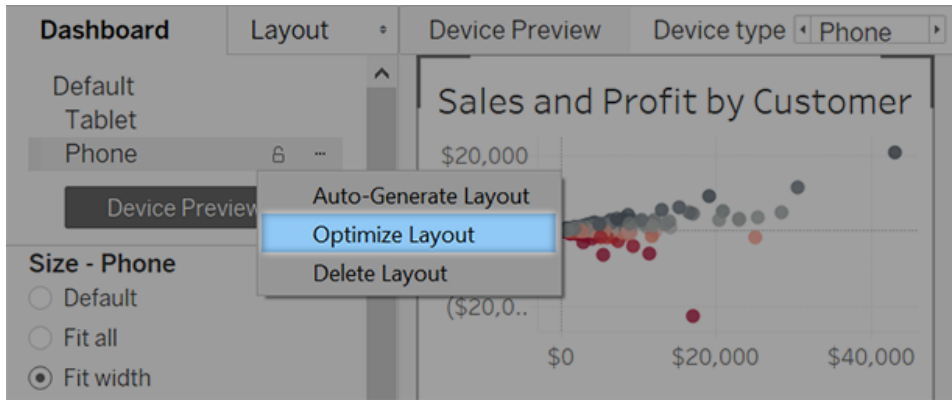 Dashboard
Layout
Device Preview
Device type
Phone
Default
Tablet
Phone
Device Preview
Auto-Generate Layout
Optimize Layout
Delete Layout
Size - Phone
Default
Fit all
Fit width
Sales and Profit by Customer
$20,000
($20,0..
$0
$20,000
$40,000